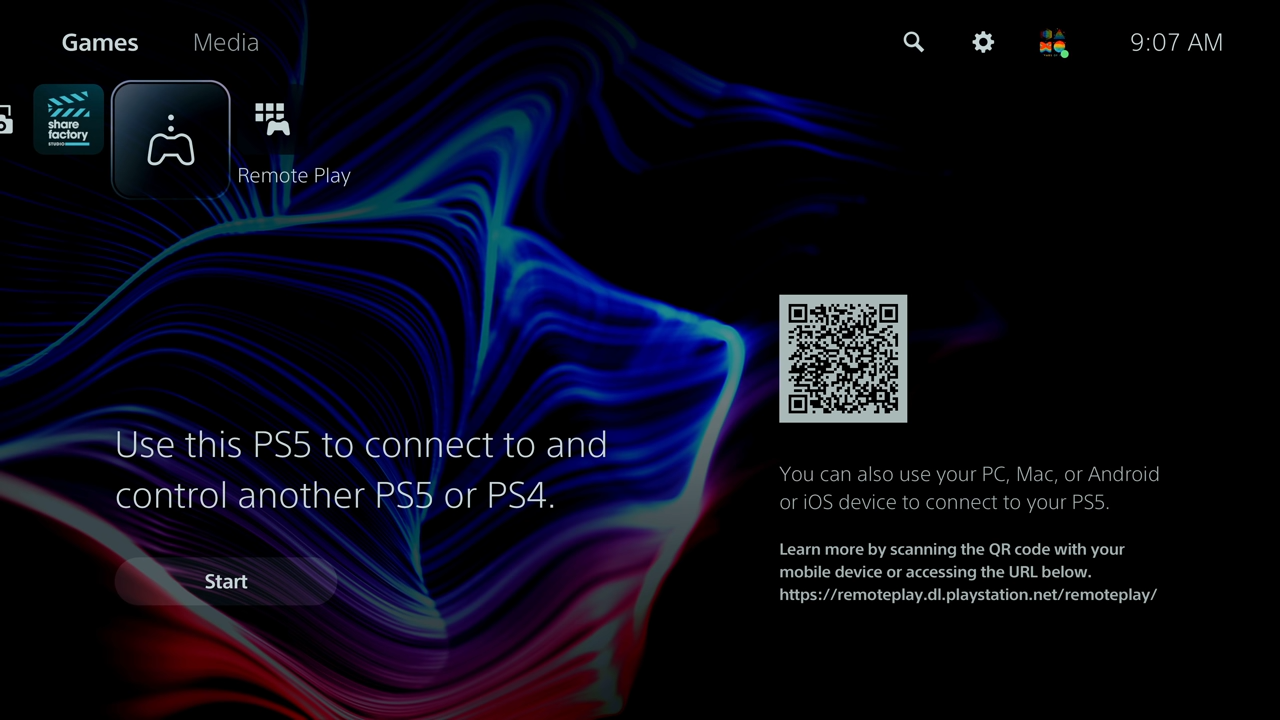 Games
Media
9:07 AM
share
factory
STUDIO
Remote Play
Use this PS5 to connect to and
control another PS5 or PS4.
Start
You can also use your PC, Mac, or Android
or iOS device to connect to your PS5.
Learn more by scanning the QR code with your
mobile device or accessing the URL below.
https://remoteplay.dl.playstation.net/remoteplay/